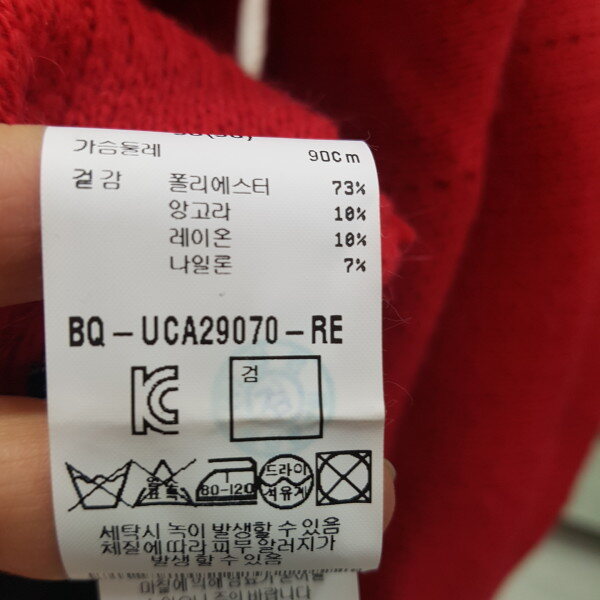 가슴둘레 90Cm
겉감 폴리에스터 73%
앙고라 10%
레이온 10%
나일론 7%
BQ-UCA29070-RE
검
80-120 드라이
석유계
세탁시 녹이 발생할 수 있음
체질에따라 피부 알러지가
발생할 수 있음